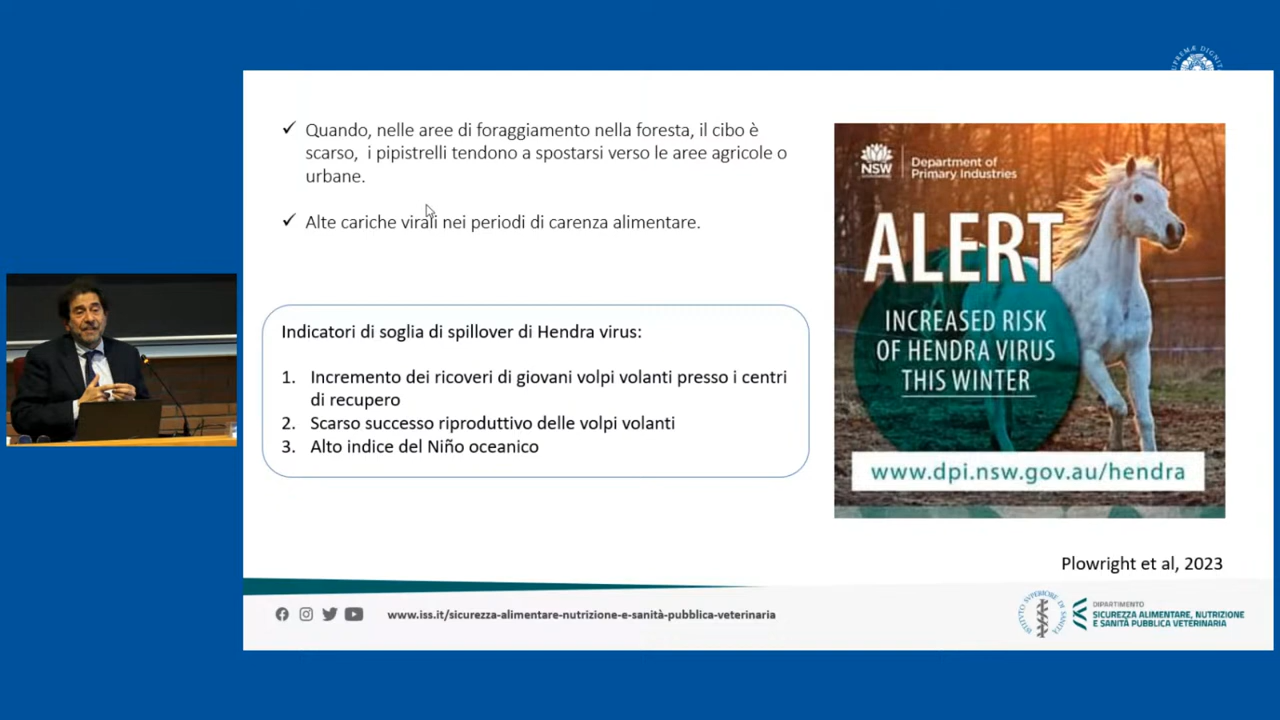 ✓ Quando, nelle aree di foraggiamento nella foresta, il cibo è
scarso, i pipistrelli tendono a spostarsi verso le aree agricole o
urbane.
✓ Alte cariche virali nei periodi di carenza alimentare.
Indicatori di soglia di spillover di Hendra virus:
1. Incremento dei ricoveri di giovani volpi volanti presso i centri
di recupero
2. Scarso successo riproduttivo delle volpi volanti
3. Alto indice del Niño oceanico
NSW
Department of
Primary Industries
ALERT
INCREASED RISK
OF HENDRA VIRUS
THIS WINTER
www.dpi.nsw.gov.au/hendra
Plowright et al, 2023
www.iss.it/sicurezza-alimentare-nutrizione-e-sanità-pubblica-veterinaria
ISTITUTO SUPERIORE DI SANITÀ
DIPARTIMENTO
SICUREZZA ALIMENTARE, NUTRIZIONE
E SANITÀ PUBBLICA VETERINARIA